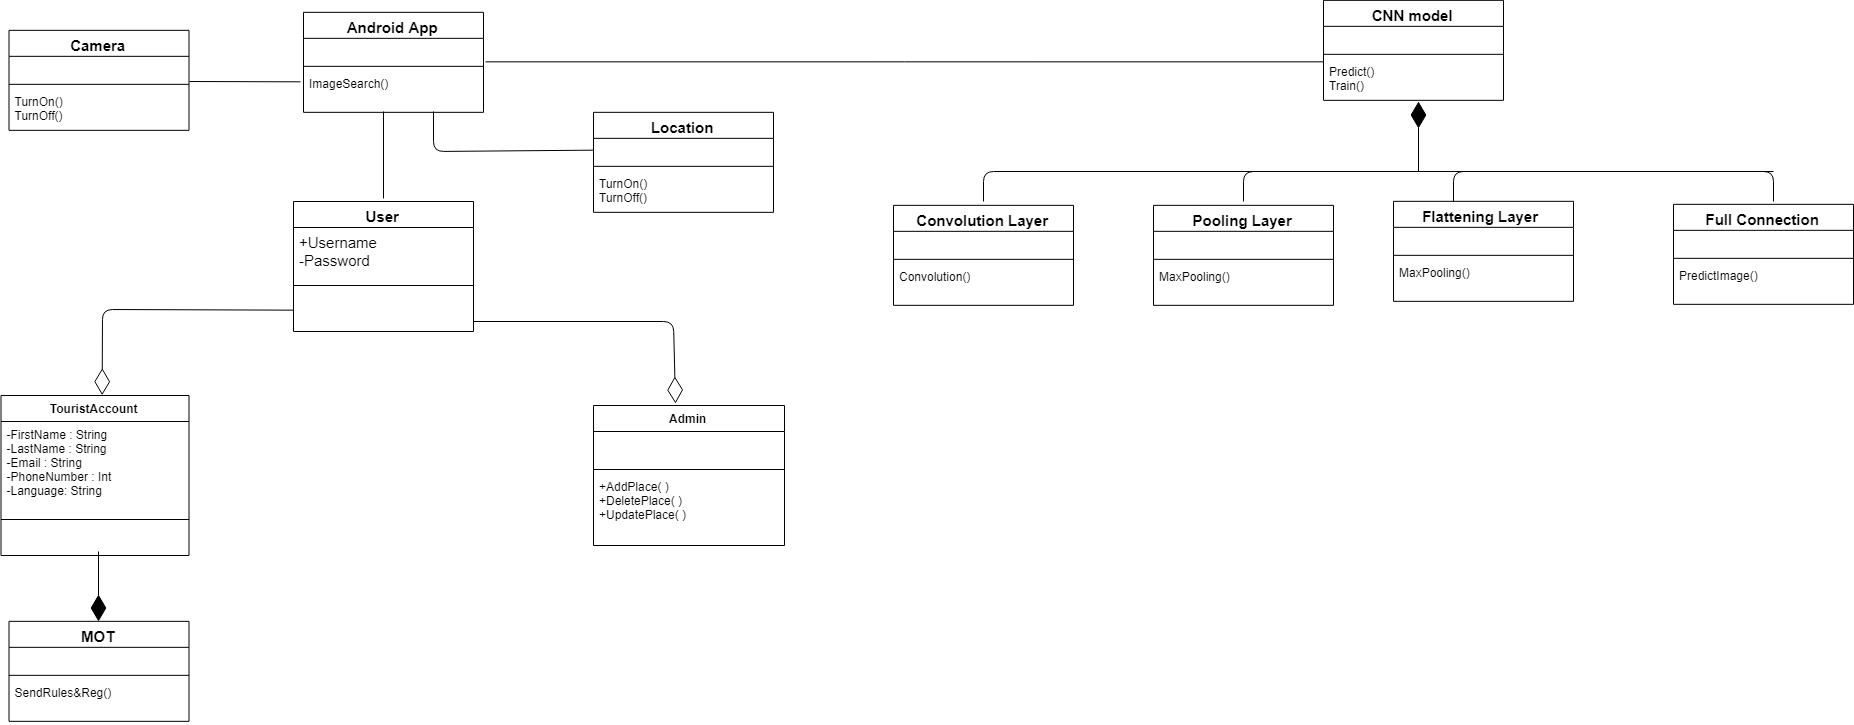 Camera
TurnOn()
TurnOff()
Android App
ImageSearch()
CNN model
Predict()
Train()
Location
TurnOn()
TurnOff()
User
+Username
-Password
Convolution Layer
Convolution()
Pooling Layer
MaxPooling()
Flattening Layer
MaxPooling()
Full Connection
PredictImage()
TouristAccount
-FirstName : String
-LastName : String
-Email : String
-PhoneNumber : Int
-Language: String
Admin
+AddPlace( )
+DeletePlace( )
+UpdatePlace( )
MOT
SendRules&Reg()